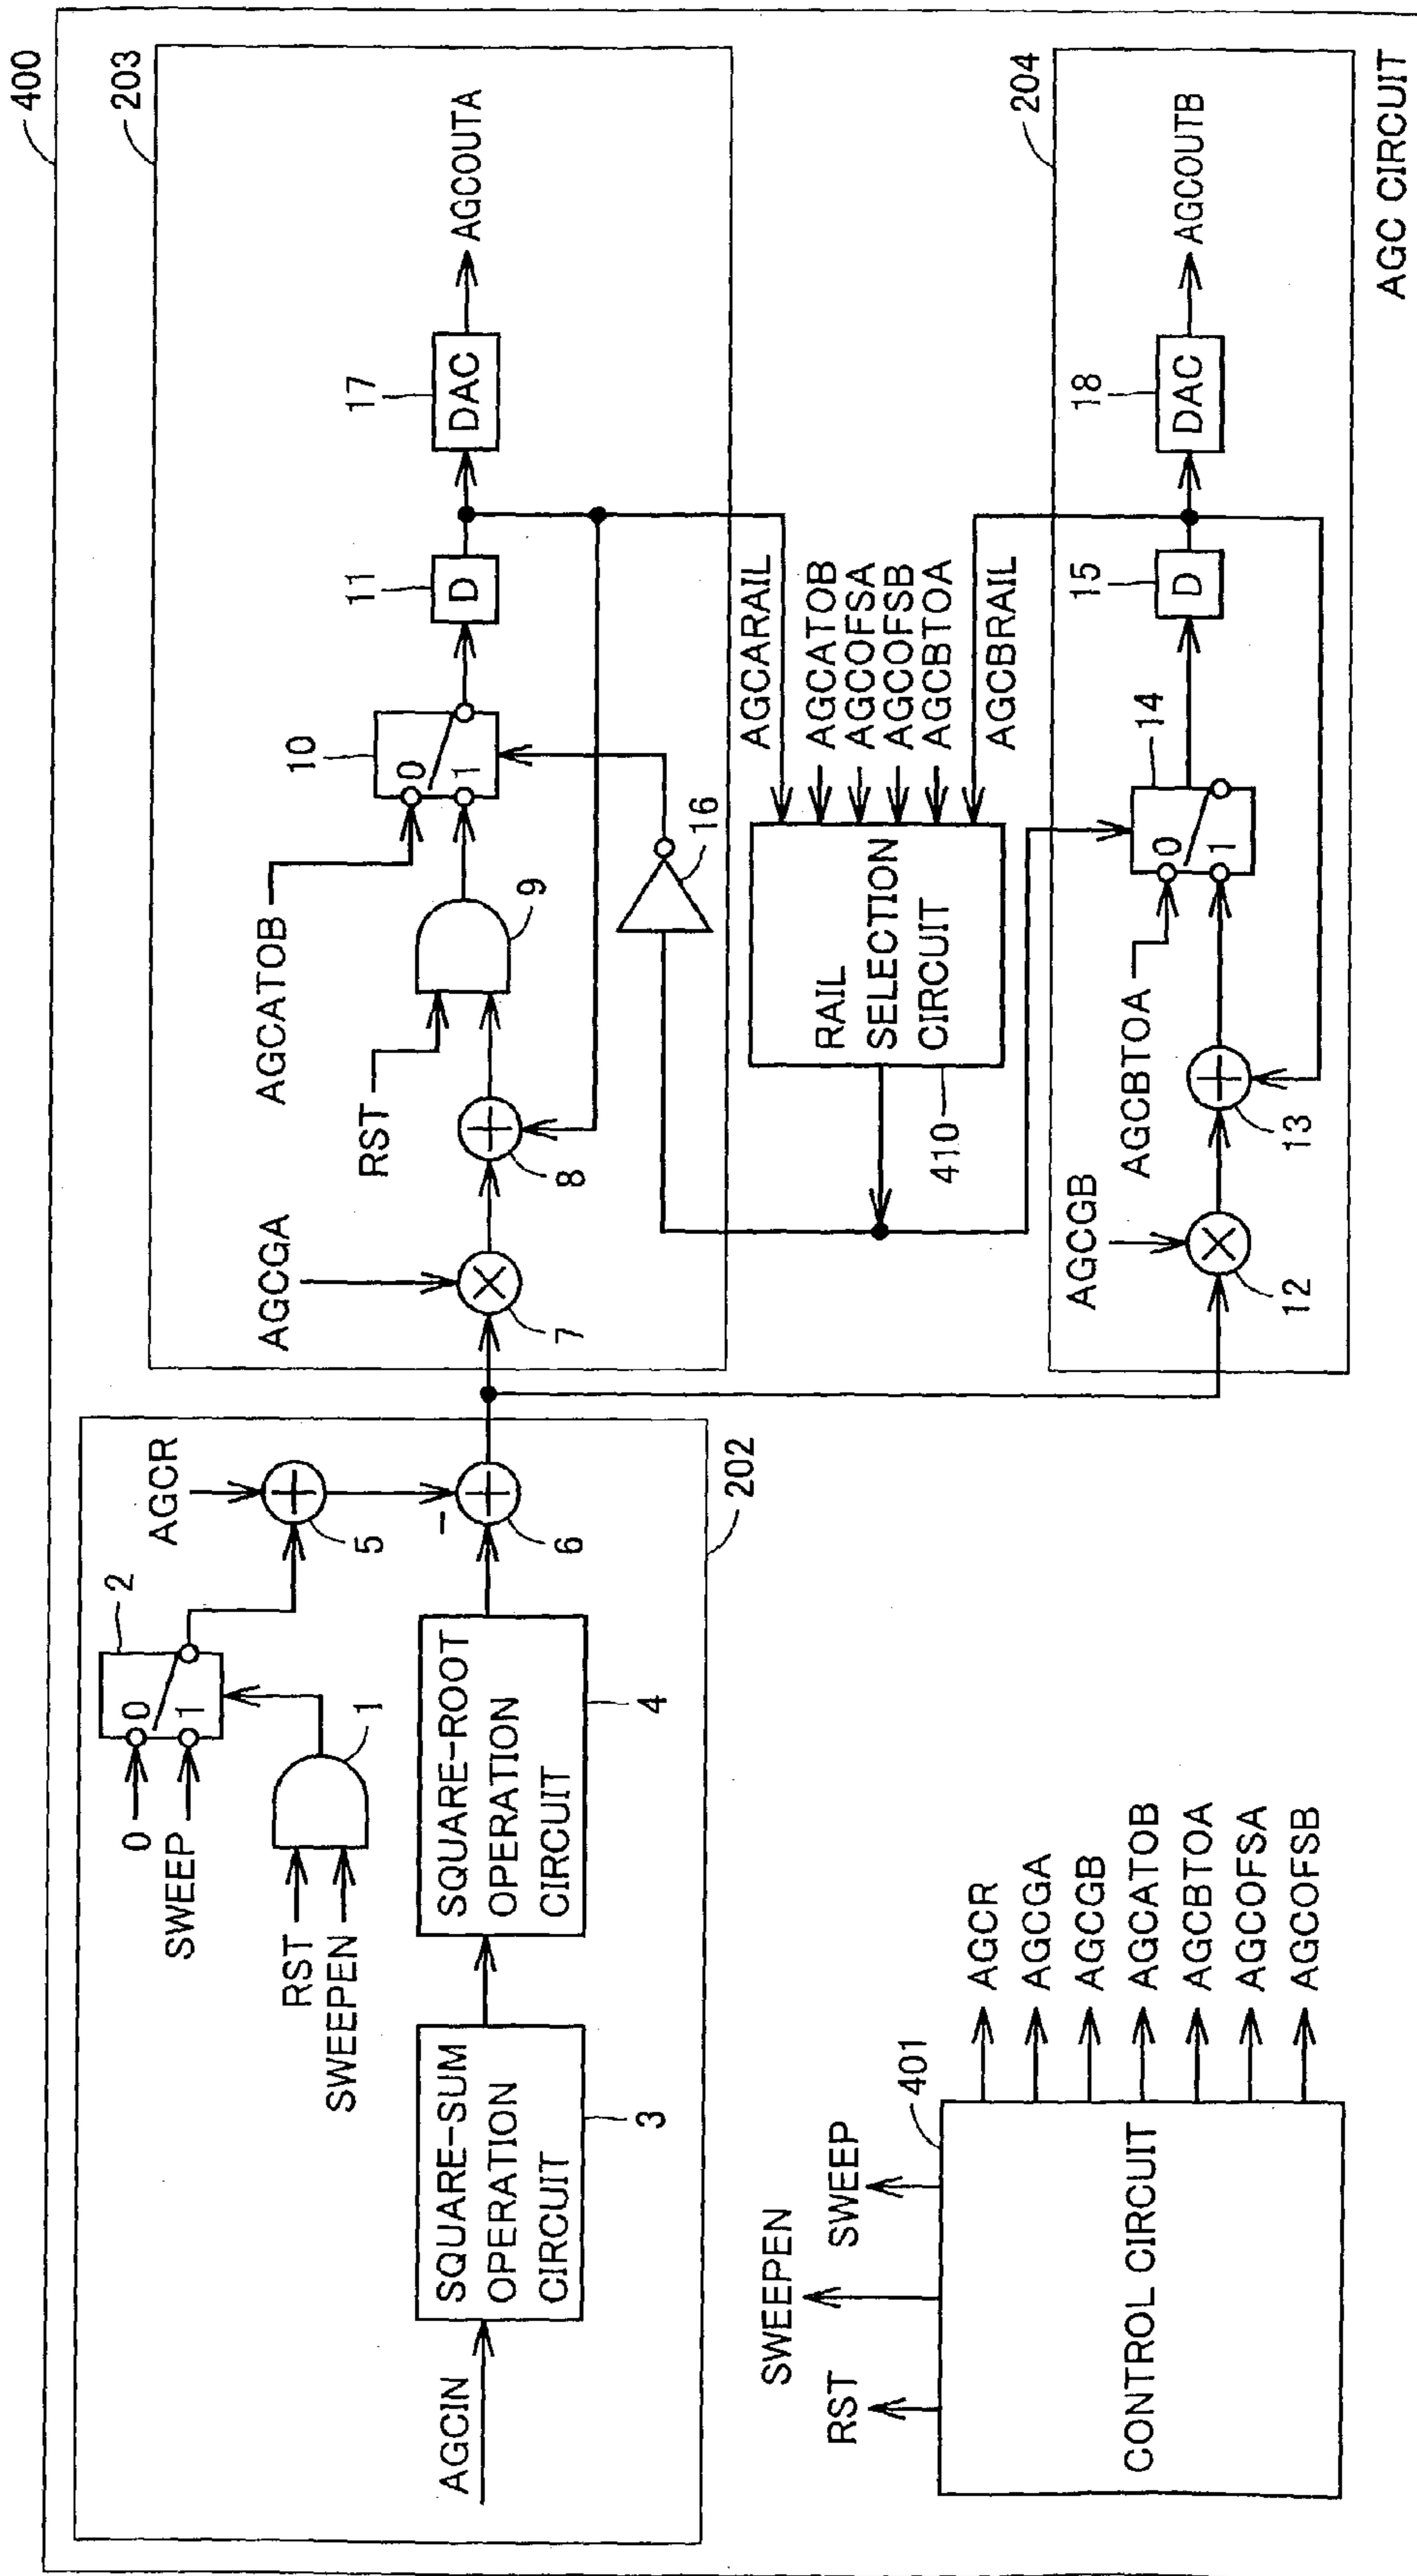 400
203
AGCATOB
RST
AGCGA
7
8
9
10
0
1
11
D
17
DAC
AGCOUTA
16
202
AGCR
5
2
0
1
0
SWEEP
RST
SWEEPEN
1
-
6
SQUARE-ROOT
OPERATION
CIRCUIT
4
SQUARE-SUM
OPERATION
CIRCUIT
3
AGCIN
AGCARAIL
AGCATOB
AGCOFSA
AGCOFSB
AGCBTOA
AGCBRAIL
RAIL
SELECTION
CIRCUIT
410
204
AGCGB
12
AGCBTOA
13
14
0
1
15
D
18
DAC
AGCOUTB
401
CONTROL CIRCUIT
RST
SWEEPEN
SWEEP
AGCR
AGCGA
AGCGB
AGCATOB
AGCBTOA
AGCOFSA
AGCOFSB
AGC CIRCUIT